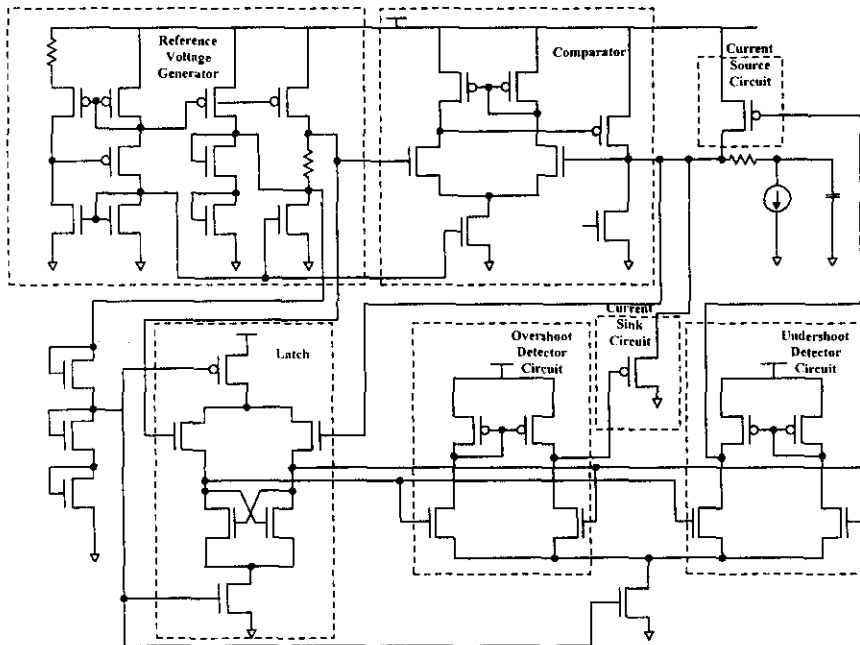 Reference
Voltage
Generator
Comparator
Current
Source
Circuit
Latch
Overshoot
Detector
Circuit
Current
Sink
Circuit
Undershoot
Detector
Circuit